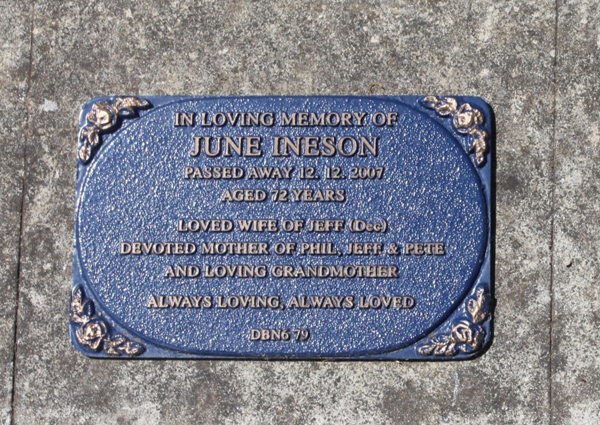 IN LOVING MEMORY OF
JUNE INESON
PASSED AWAY 12. 12. 2007
AGED 72 YEARS
LOVED WIFE OF JEFF (Dec)
DEVOTED MOTHER OF PHIL, JEFF & PETE
AND LOVING GRANDMOTHER
ALWAYS LOVING, ALWAYS LOVED
DBN6 79